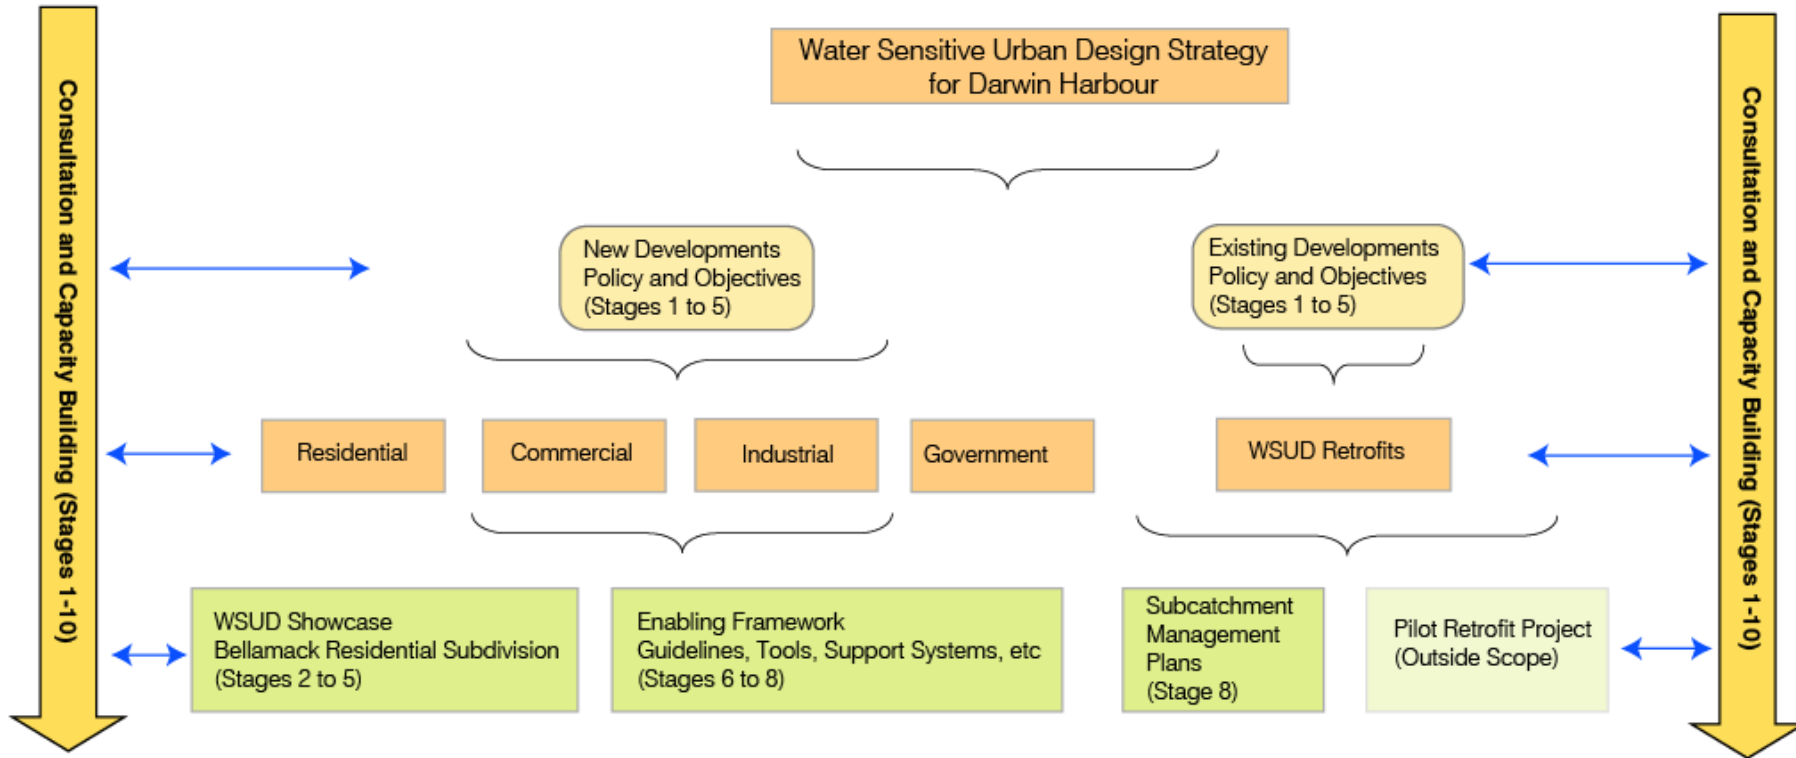 Consultation and Capacity Building (Stages 1-10)
Water Sensitive Urban Design Strategy
for Darwin Harbour
Consultation and Capacity Building (Stages 1-10)
New Developments
Policy and Objectives
(Stages 1 to 5)
Existing Developments
Policy and Objectives
(Stages 1 to 5)
Residential
Commercial
Industrial
Government
WSUD Retrofits
WSUD Showcase
Bellamack Residential Subdivision
(Stages 2 to 5)
Enabling Framework
Guidelines, Tools, Support Systems, etc
(Stages 6 to 8)
Subcatchment
Management
Plans
(Stage 8)
Pilot Retrofit Project
(Outside Scope)